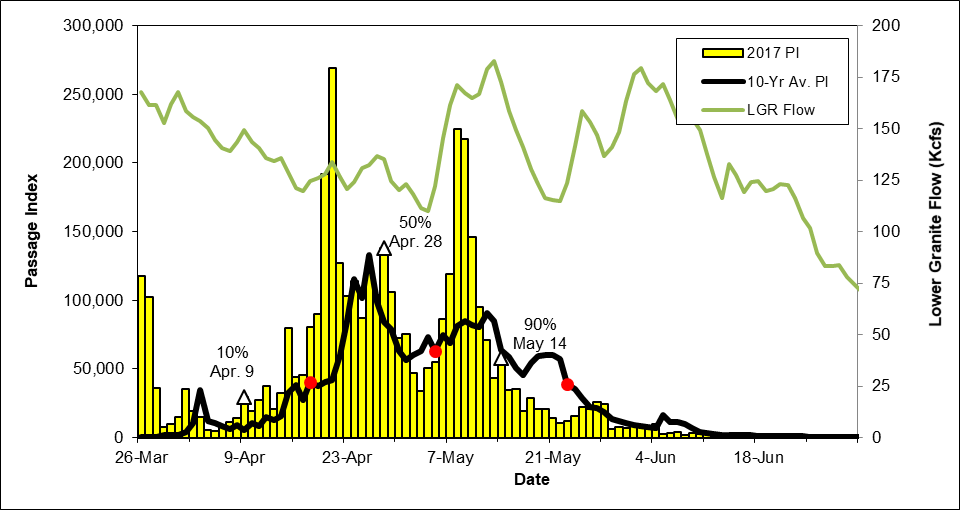 300,000
250,000
200,000
150,000
100,000
50,000
0
Passage Index
200
175
150
125
100
75
50
25
0
Lower Granite Flow (Kcfs)
2017 PI
10-Yr Av. PI
LGR Flow
10%
Apr. 9
50%
Apr. 28
90%
May 14
26-Mar 9-Apr 23-Apr 7-May 21-May 4-Jun 18-Jun
Date